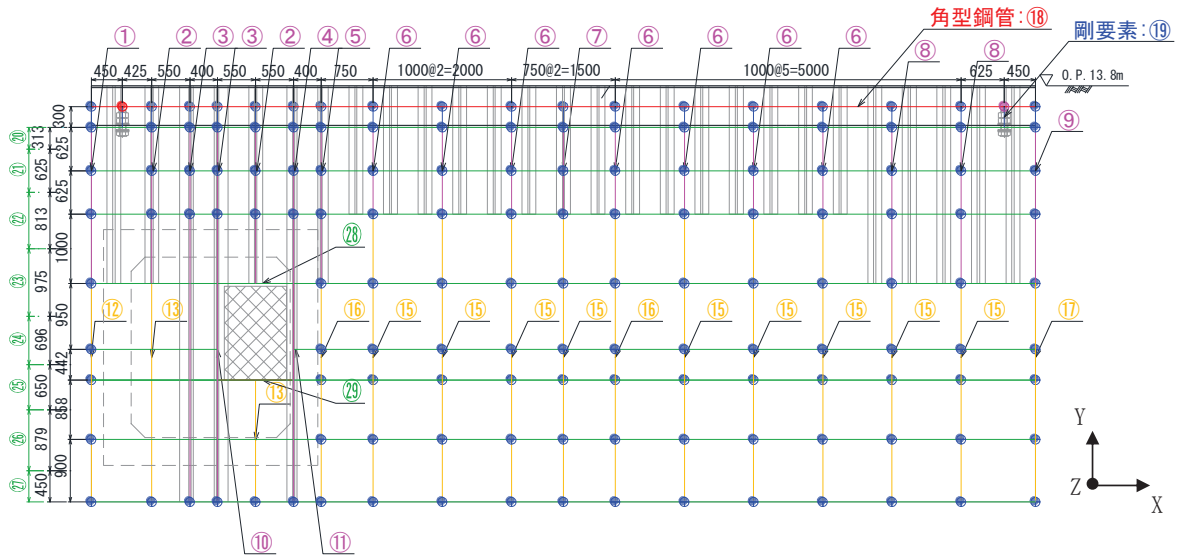 角型鋼管:⑱
剛要素:⑲
① ② ③ ③ ② ④ ⑤ ⑥ ⑥ ⑥ ⑦ ⑥ ⑥ ⑥ ⑥ ⑧ ⑧
450 425 550 400 550 550 400 750 1000@2=2000 750@2=1500 1000@5=5000 625 450
O.P.13.8m
300
⑳ 313
625
⑨
㉑ 625
625
㉒ 813
1000
㉘
㉓ 975
950
⑫ ⑬ ⑯ ⑮ ⑮ ⑮ ⑮ ⑯ ⑮ ⑮ ⑮ ⑮ ⑮ ⑰
㉔ 696
442
㉕ 650
⑬ ㉙
858
㉖ 879
900
㉗ 450
Y
Z
X
⑩ ⑪